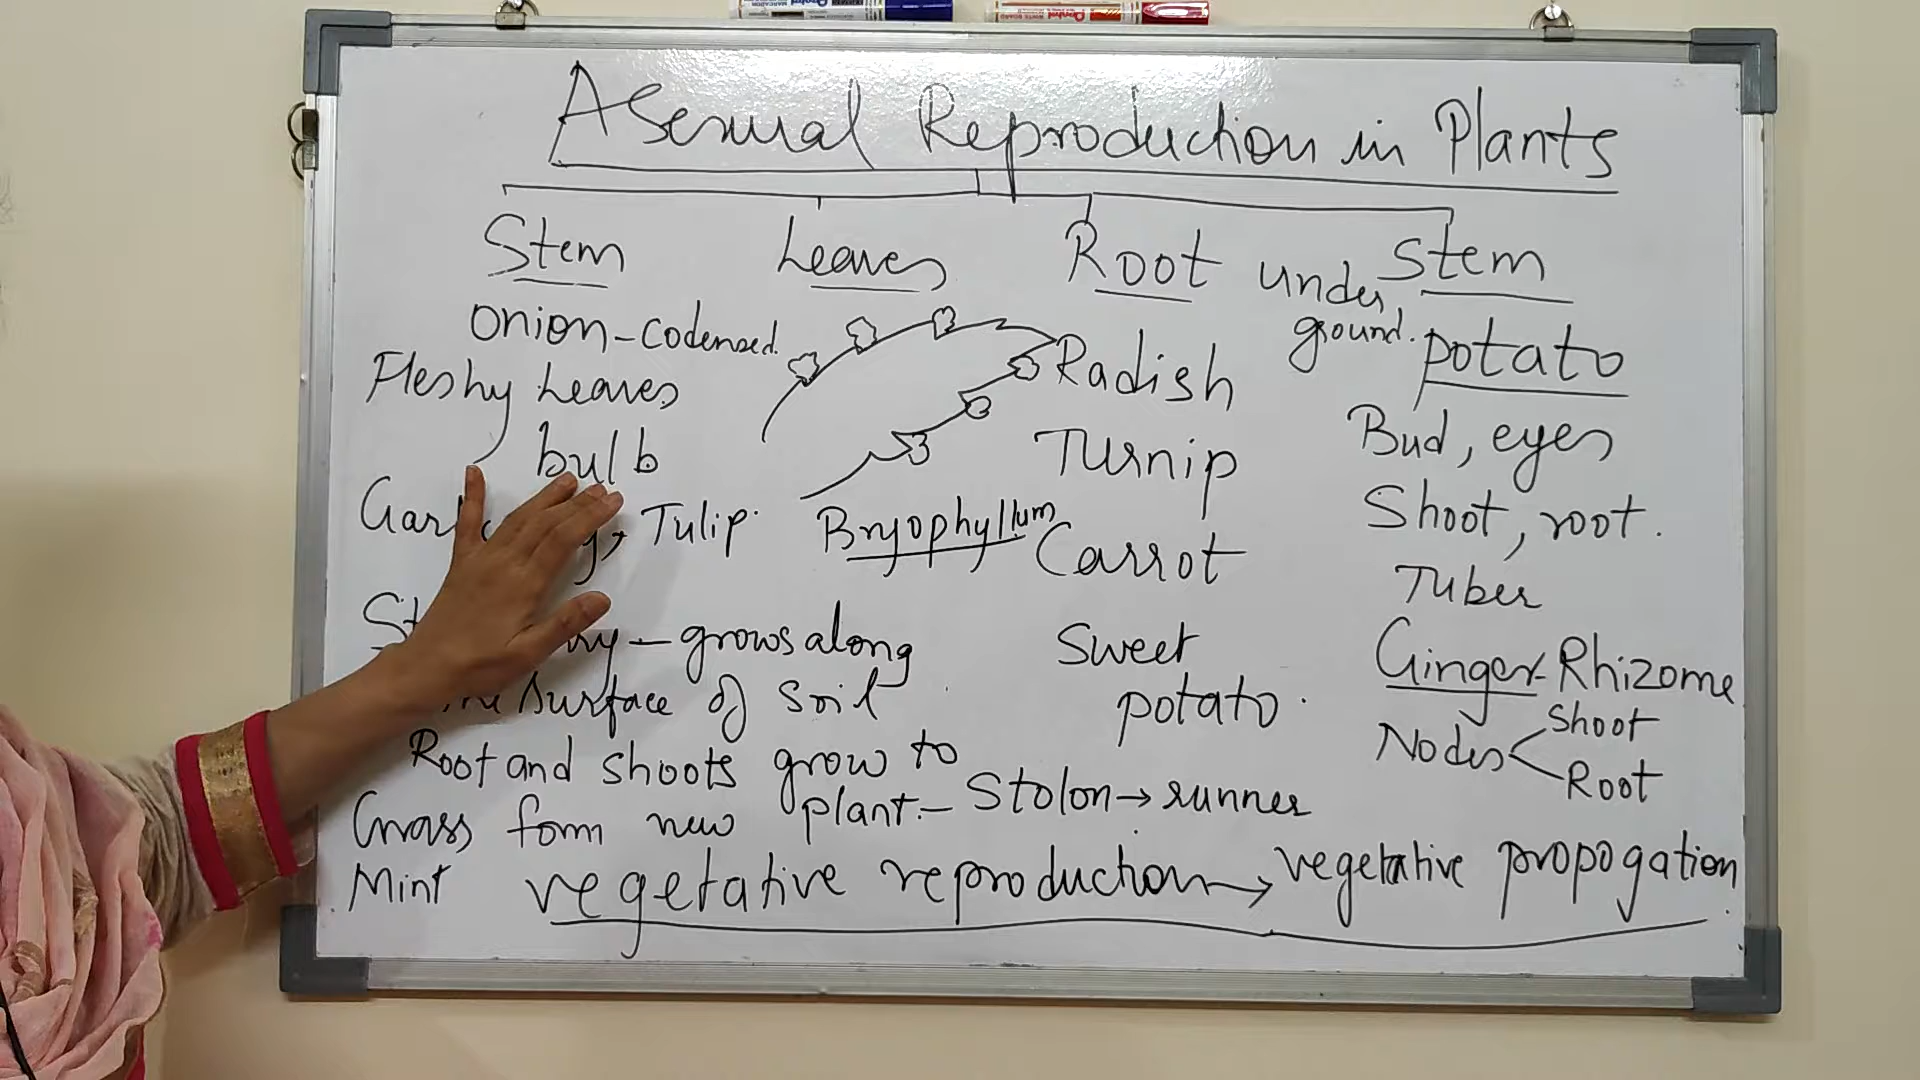 Asexual Reproduction in Plants
Stem
Onion - Codensed
Fleshy Leaves
bulb
Tulip.
grows along
surface of soil
Root and shoots grow to
Grass form new plant. - Stolon → runner
Mint
Leaves
Bryophyllum
Root
Radish
Turnip
Carrot
Sweet
potato.
under ground. Stem
potato
Bud, eyes
Shoot, root.
Tuber
Ginger - Rhizome
Nodes < Shoot
Root
vegetative reproduction → vegetative propogation